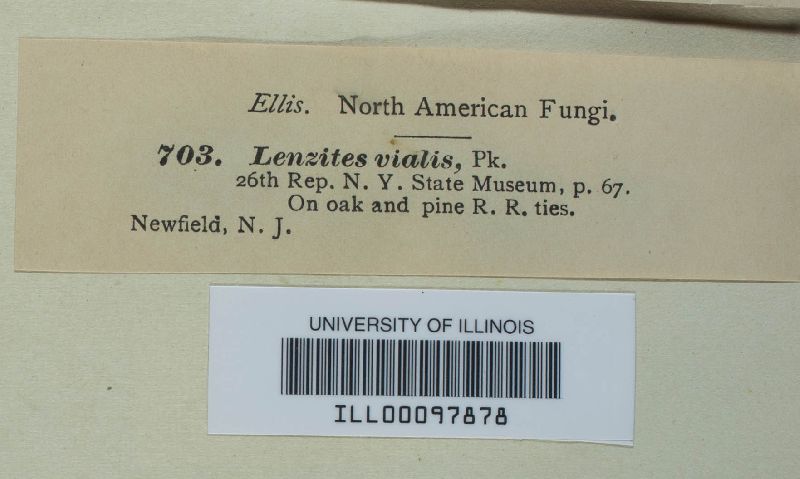 Ellis. North American Fungi.
703. Lenzites vialis, Pk.
26th Rep. N. Y. State Museum, p. 67.
On oak and pine R. R. ties.
Newfield, N. J.
UNIVERSITY OF ILLINOIS
ILL00097878